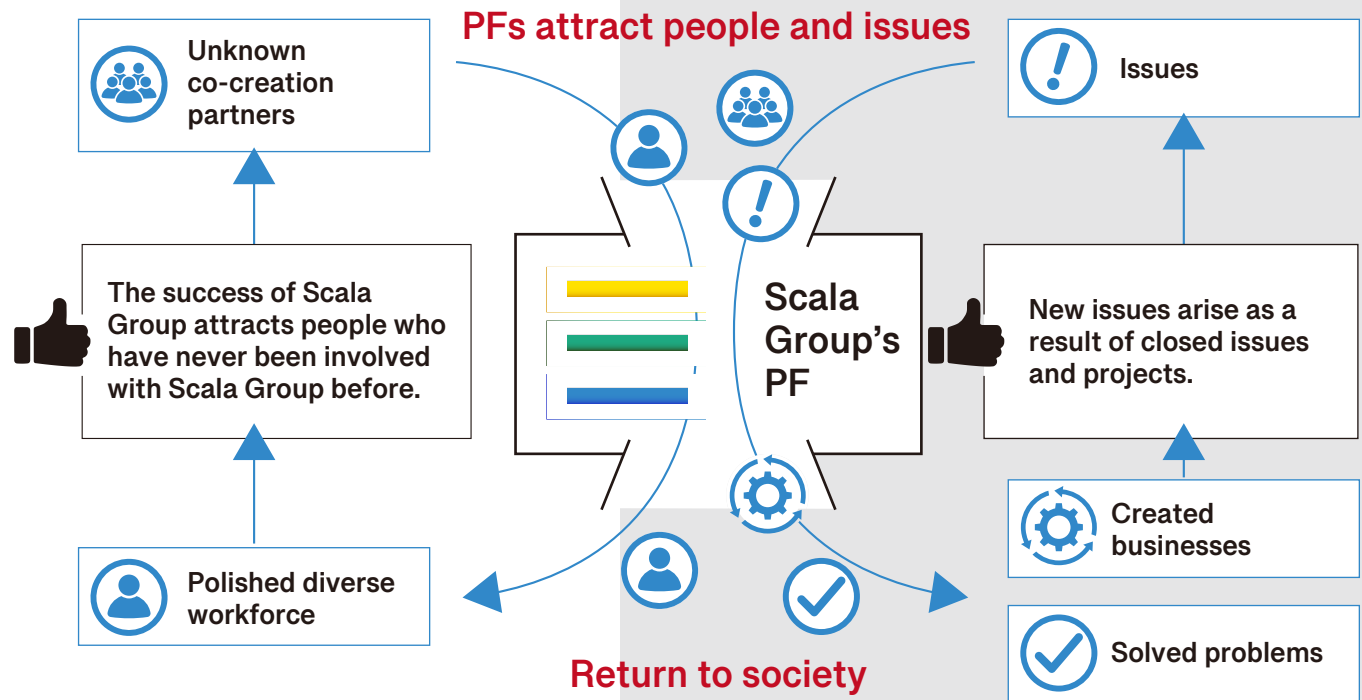 PFs attract people and issues
Unknown
co-creation
partners
Issues
The success of Scala
Group attracts people who
have never been involved
with Scala Group before.
Scala
Group's
PF
New issues arise as a
result of closed issues
and projects.
Polished diverse
workforce
Created
businesses
Solved problems
Return to society